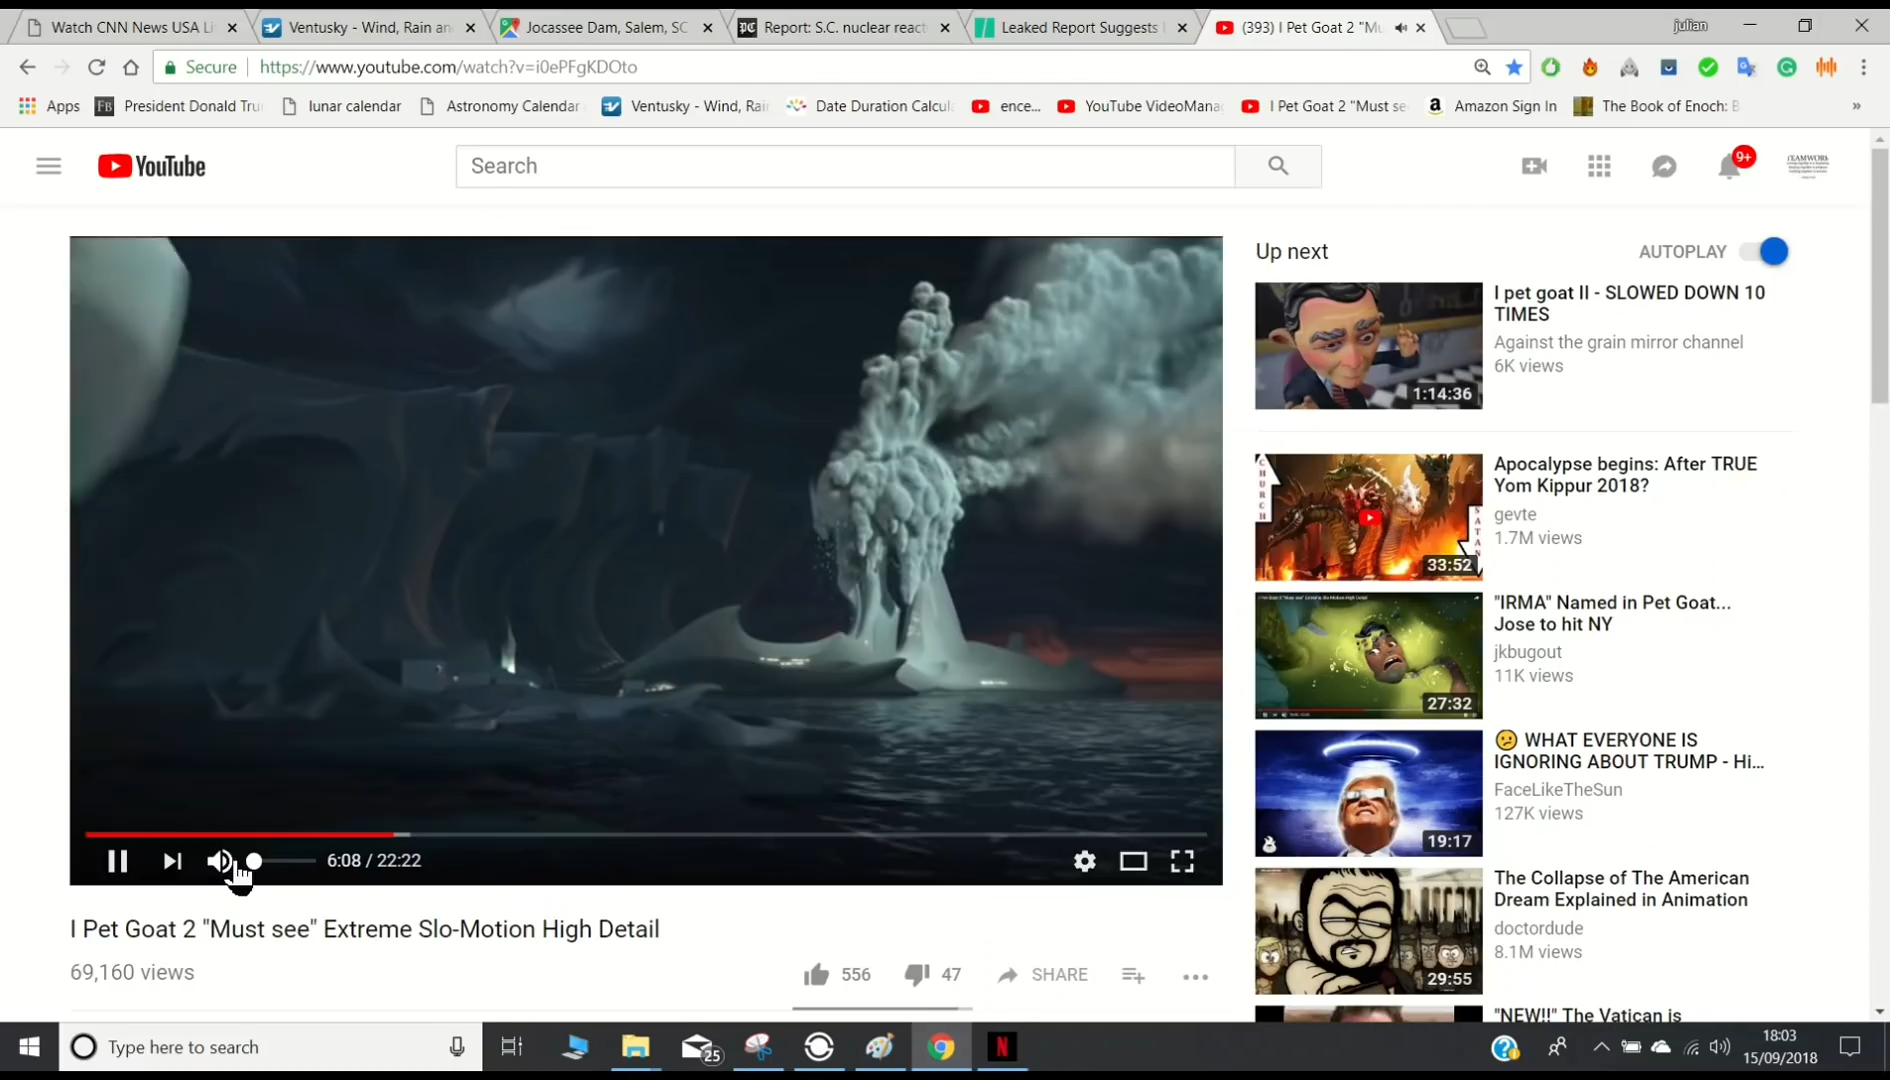 Watch CNN News USA Li
Ventusky - Wind, Rain an
Jocassee Dam, Salem, SC
Report: S.C. nuclear react
Leaked Report Suggests
(393) I Pet Goat 2 "Mu
julian
Secure
https://www.youtube.com/watch?v=i0ePFgKDOto
Apps
President Donald Tru
lunar calendar
Astronomy Calendar
Ventusky - Wind, Rai
Date Duration Calcul
ence...
YouTube VideoMana
I Pet Goat 2 "Must se
Amazon Sign In
The Book of Enoch: B
YouTube
Search
9+
Up next
AUTOPLAY
I pet goat II - SLOWED DOWN 10
TIMES
Against the grain mirror channel
6K views
1:14:36
CHURCH
SATAN
Apocalypse begins: After TRUE
Yom Kippur 2018?
gevte
1.7M views
33:52
"IRMA" Named in Pet Goat...
Jose to hit NY
jkbugout
11K views
27:32
😕 WHAT EVERYONE IS
IGNORING ABOUT TRUMP - Hi...
FaceLikeTheSun
127K views
19:17
The Collapse of The American
Dream Explained in Animation
doctordude
8.1M views
29:55
"NEW!!" The Vatican is
6:08 / 22:22
I Pet Goat 2 "Must see" Extreme Slo-Motion High Detail
69,160 views
556
47
SHARE
Type here to search
25
N
18:03
15/09/2018